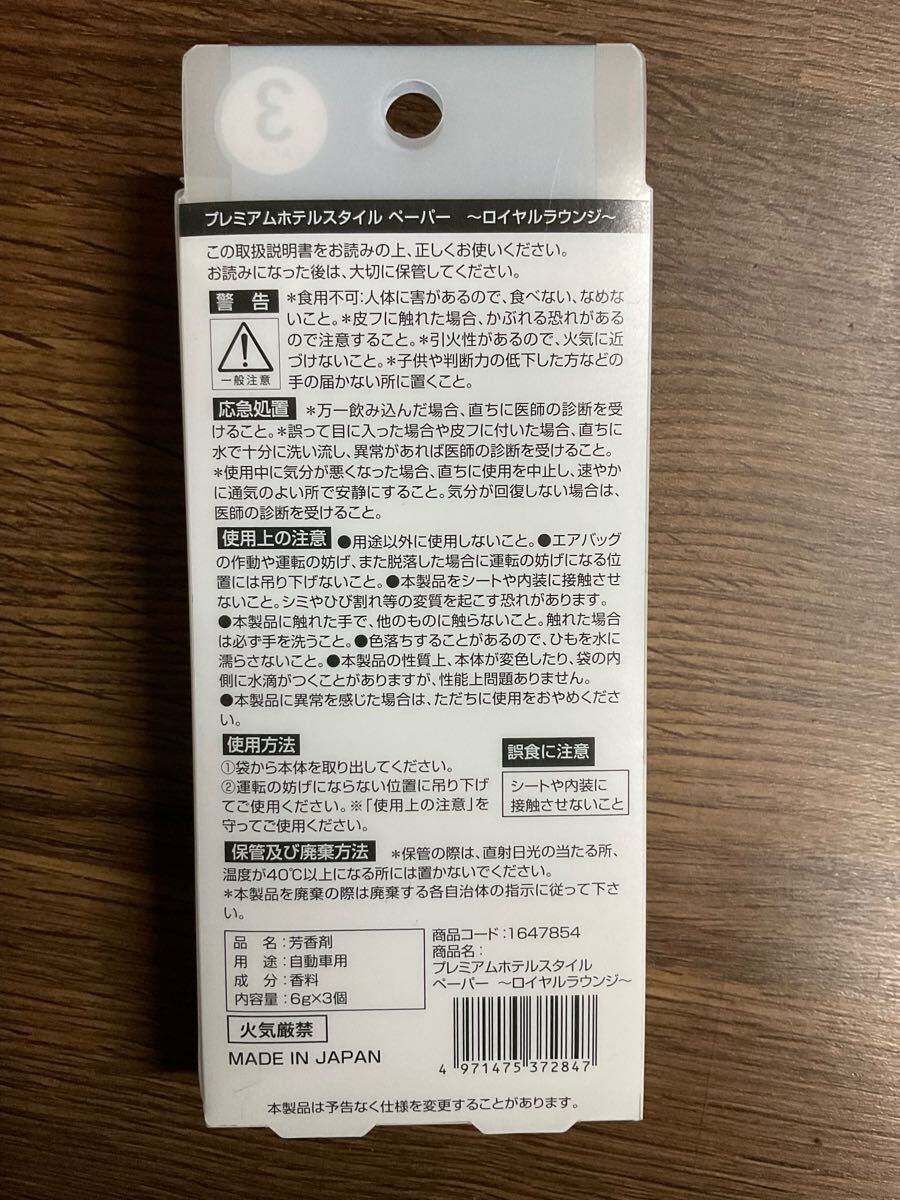 3
プレミアムホテルスタイル ペーパー ～ロイヤルラウンジ～
この取扱説明書をお読みの上、正しくお使いください。
お読みになった後は、大切に保管してください。
警告 *食用不可：人体に害があるので、食べない、なめな
いこと。*皮フに触れた場合、かぶれる恐れがある
ので注意すること。*引火性があるので、火気に近
づけないこと。*子供や判断力の低下した方などの
手の届かない所に置くこと。
一般注意
応急処置 *万一飲み込んだ場合、直ちに医師の診断を受
けること。*誤って目に入った場合や皮フに付いた場合、直ちに
水で十分に洗い流し、異常があれば医師の診断を受けること。
*使用中に気分が悪くなった場合、直ちに使用を中止し、速やか
に通気のよい所で安静にすること。気分が回復しない場合は、
医師の診断を受けること。
使用上の注意 ●用途以外に使用しないこと。●エアバッグ
の作動や運転の妨げ、また脱落した場合に運転の妨げになる位
置には吊り下げないこと。●本製品をシートや内装に接触させ
ないこと。シミやひび割れ等の変質を起こす恐れがあります。
●本製品に触れた手で、他のものに触らないこと。触れた場合
は必ず手を洗うこと。●色落ちすることがあるので、ひもを水に
濡らさないこと。●本製品の性質上、本体が変色したり、袋の内
側に水滴がつくことがありますが、性能上問題ありません。
●本製品に異常を感じた場合は、ただちに使用をおやめくださ
い。
使用方法
①袋から本体を取り出してください。
②運転の妨げにならない位置に吊り下げ
てご使用ください。※「使用上の注意」を
守ってご使用ください。
誤食に注意
シートや内装に
接触させないこと
保管及び廃棄方法 *保管の際は、直射日光の当たる所、
温度が40℃以上になる所には置かないでください。
*本製品を廃棄の際は廃棄する各自治体の指示に従って下さ
い。
品 名：芳香剤
用 途：自動車用
成 分：香料
内容量：6g×3個
火気厳禁
MADE IN JAPAN
商品コード：1647854
商品名：
プレミアムホテルスタイル
ペーパー ～ロイヤルラウンジ～
4 971475 372847
本製品は予告なく仕様を変更することがあります。